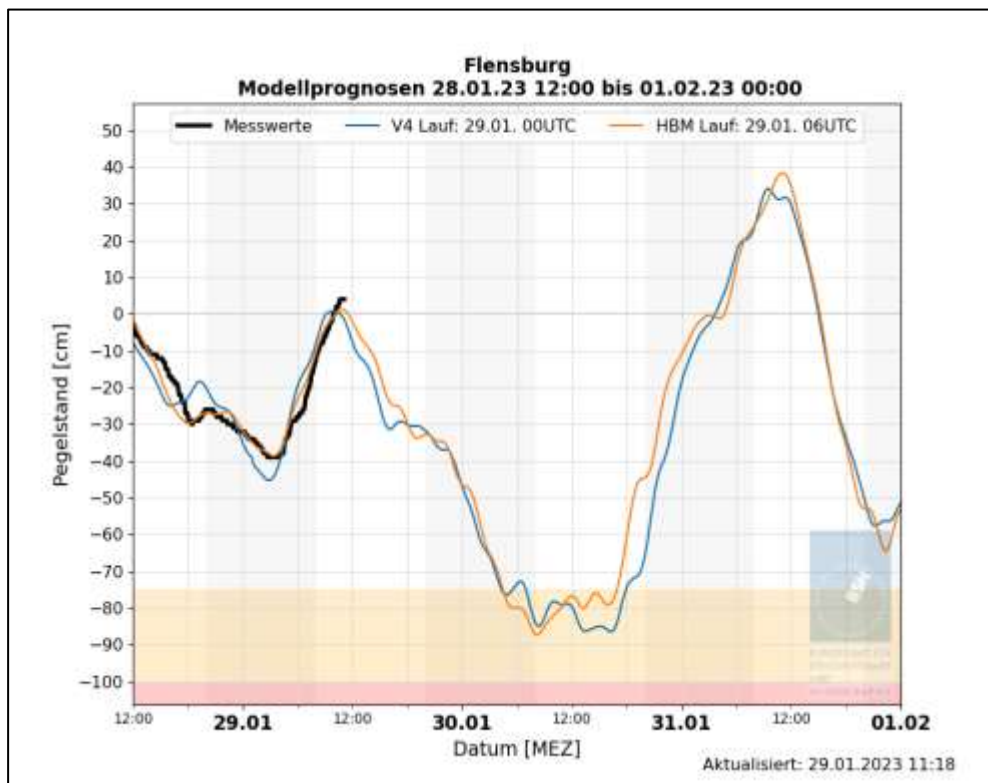 Flensburg
Modellprognosen 28.01.23 12:00 bis 01.02.23 00:00
Messwerte V4 Lauf: 29.01. 00UTC HBM Lauf: 29.01. 06UTC
50
40
30
20
10
0
−10
−20
−30
−40
−50
−60
−70
−80
−90
−100
Pegelstand [cm]
12:00 29.01 12:00 30.01 12:00 31.01 12:00 01.02
Datum [MEZ]
Aktualisiert: 29.01.2023 11:18